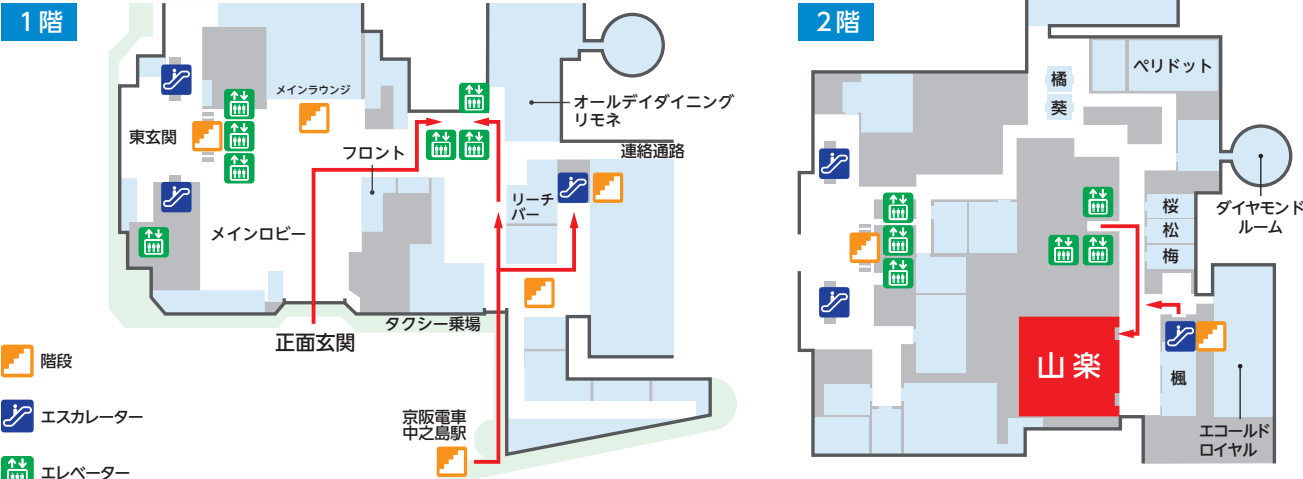 1階
メインラウンジ
東玄関
フロント
オールデイダイニング
リモネ
連絡通路
リーチ
バー
メインロビー
タクシー乗場
正面玄関
階段
エスカレーター
エレベーター
京阪電車
中之島駅
2階
ペリドット
橘
葵
桜
松
梅
ダイヤモンド
ルーム
山楽
楓
エコールド
ロイヤル